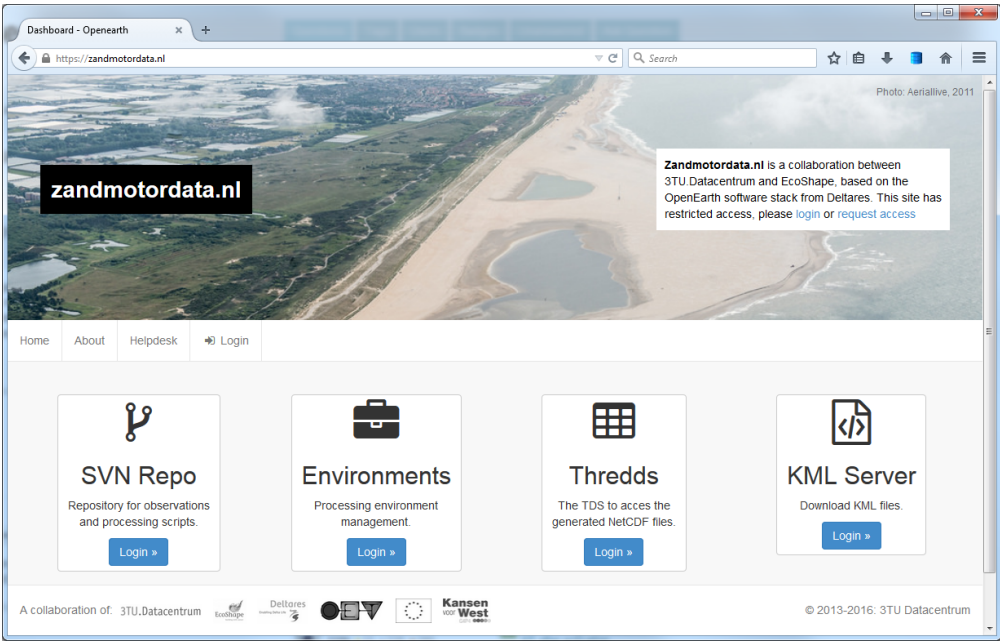 Dashboard - Openearth
https://zandmotordata.nl
Search
Photo: Aeriallive, 2011
zandmotordata.nl
Zandmotordata.nl is a collaboration between
3TU.Datacentrum and EcoShape, based on the
OpenEarth software stack from Deltares. This site has
restricted access, please login or request access
Home
About
Helpdesk
Login
SVN Repo
Repository for observations
and processing scripts.
Login »
Environments
Processing environment
management.
Login »
Thredds
The TDS to acces the
generated NetCDF files.
Login »
KML Server
Download KML files.
Login »
A collaboration of:
3TU.Datacentrum
EcoShape
Deltares
OET
Kansen
voor West
© 2013-2016: 3TU Datacentrum